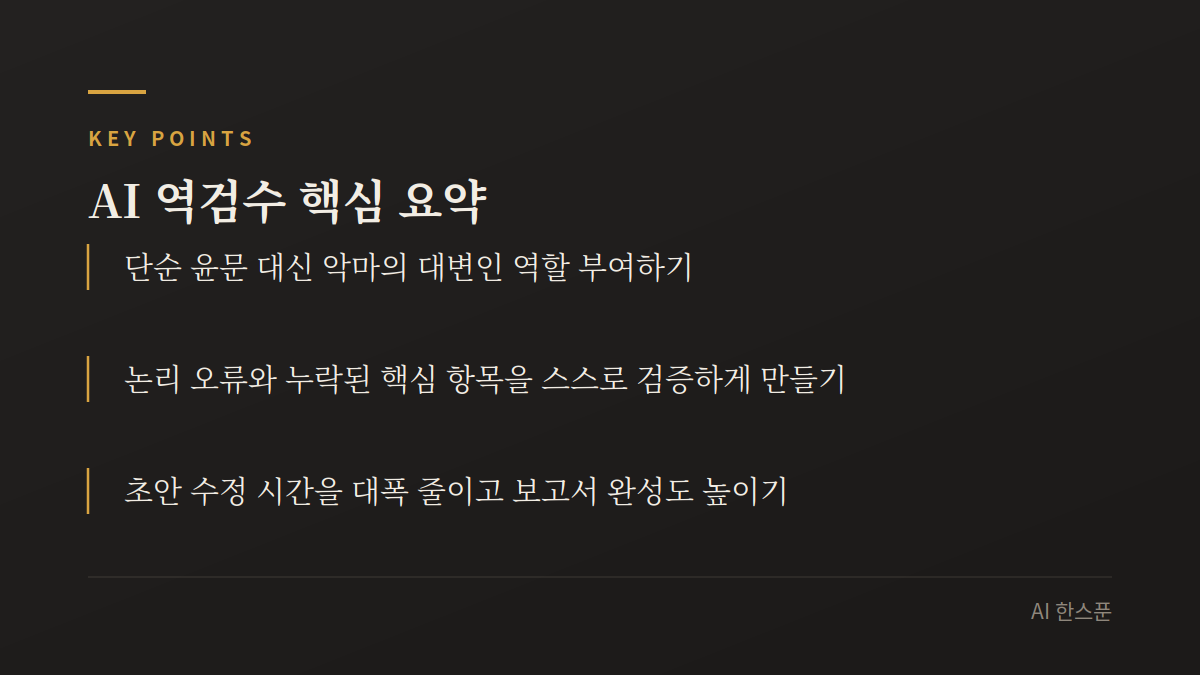 KEY POINTS
AI 역검수 핵심 요약
단순 윤문 대신 악마의 대변인 역할 부여하기
논리 오류와 누락된 핵심 항목을 스스로 검증하게 만들기
초안 수정 시간을 대폭 줄이고 보고서 완성도 높이기
AI 한스푼